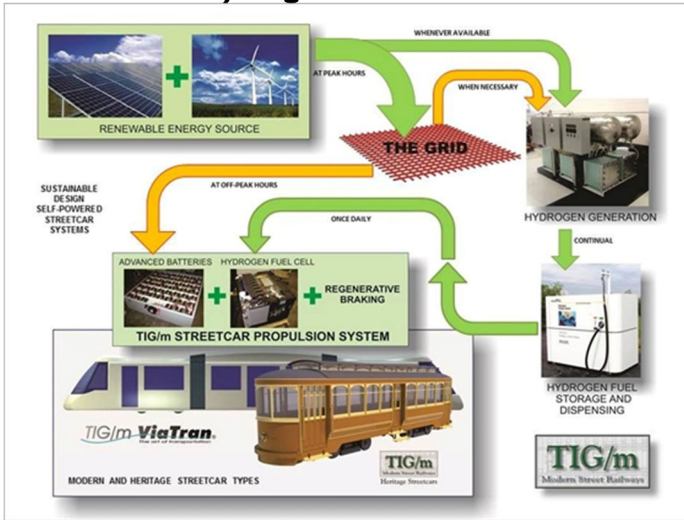 WHENEVER AVAILABLE
AT PEAK HOURS
WHEN NECESSARY
RENEWABLE ENERGY SOURCE
THE GRID
SUSTAINABLE
DESIGN
SELF-POWERED
STREETCAR
SYSTEMS
AT OFF-PEAK HOURS
HYDROGEN GENERATION
ONCE DAILY
CONTINUAL
ADVANCED BATTERIES
HYDROGEN FUEL CELL
REGENERATIVE
BRAKING
TIG/m STREETCAR PROPULSION SYSTEM
HYDROGEN FUEL
STORAGE AND
DISPENSING
TIG/m ViaTran®
The art of transportation
TIG/m
Modern Street Railways
Heritage Streetcars
MODERN AND HERITAGE STREETCAR TYPES
TIG/m
Modern Street Railways